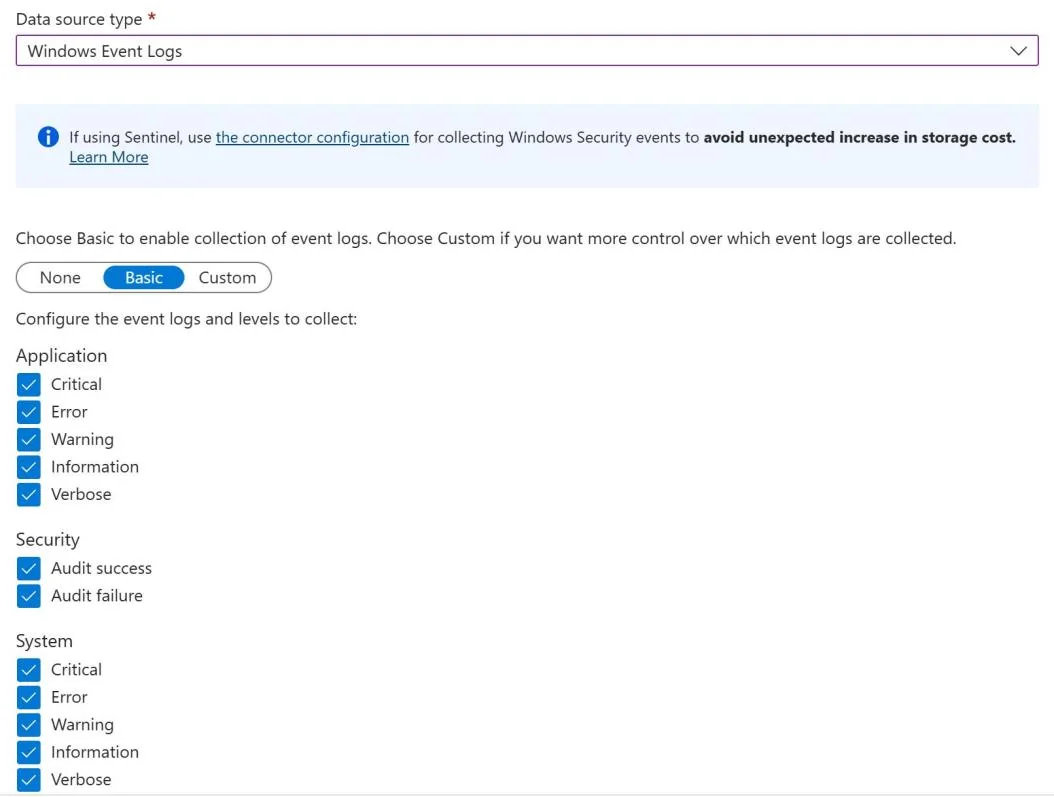 Data source type *
Windows Event Logs
If using Sentinel, use the connector configuration for collecting Windows Security events to avoid unexpected increase in storage cost.
Learn More
Choose Basic to enable collection of event logs. Choose Custom if you want more control over which event logs are collected.
None Basic Custom
Configure the event logs and levels to collect:
Application
Critical
Error
Warning
Information
Verbose
Security
Audit success
Audit failure
System
Critical
Error
Warning
Information
Verbose